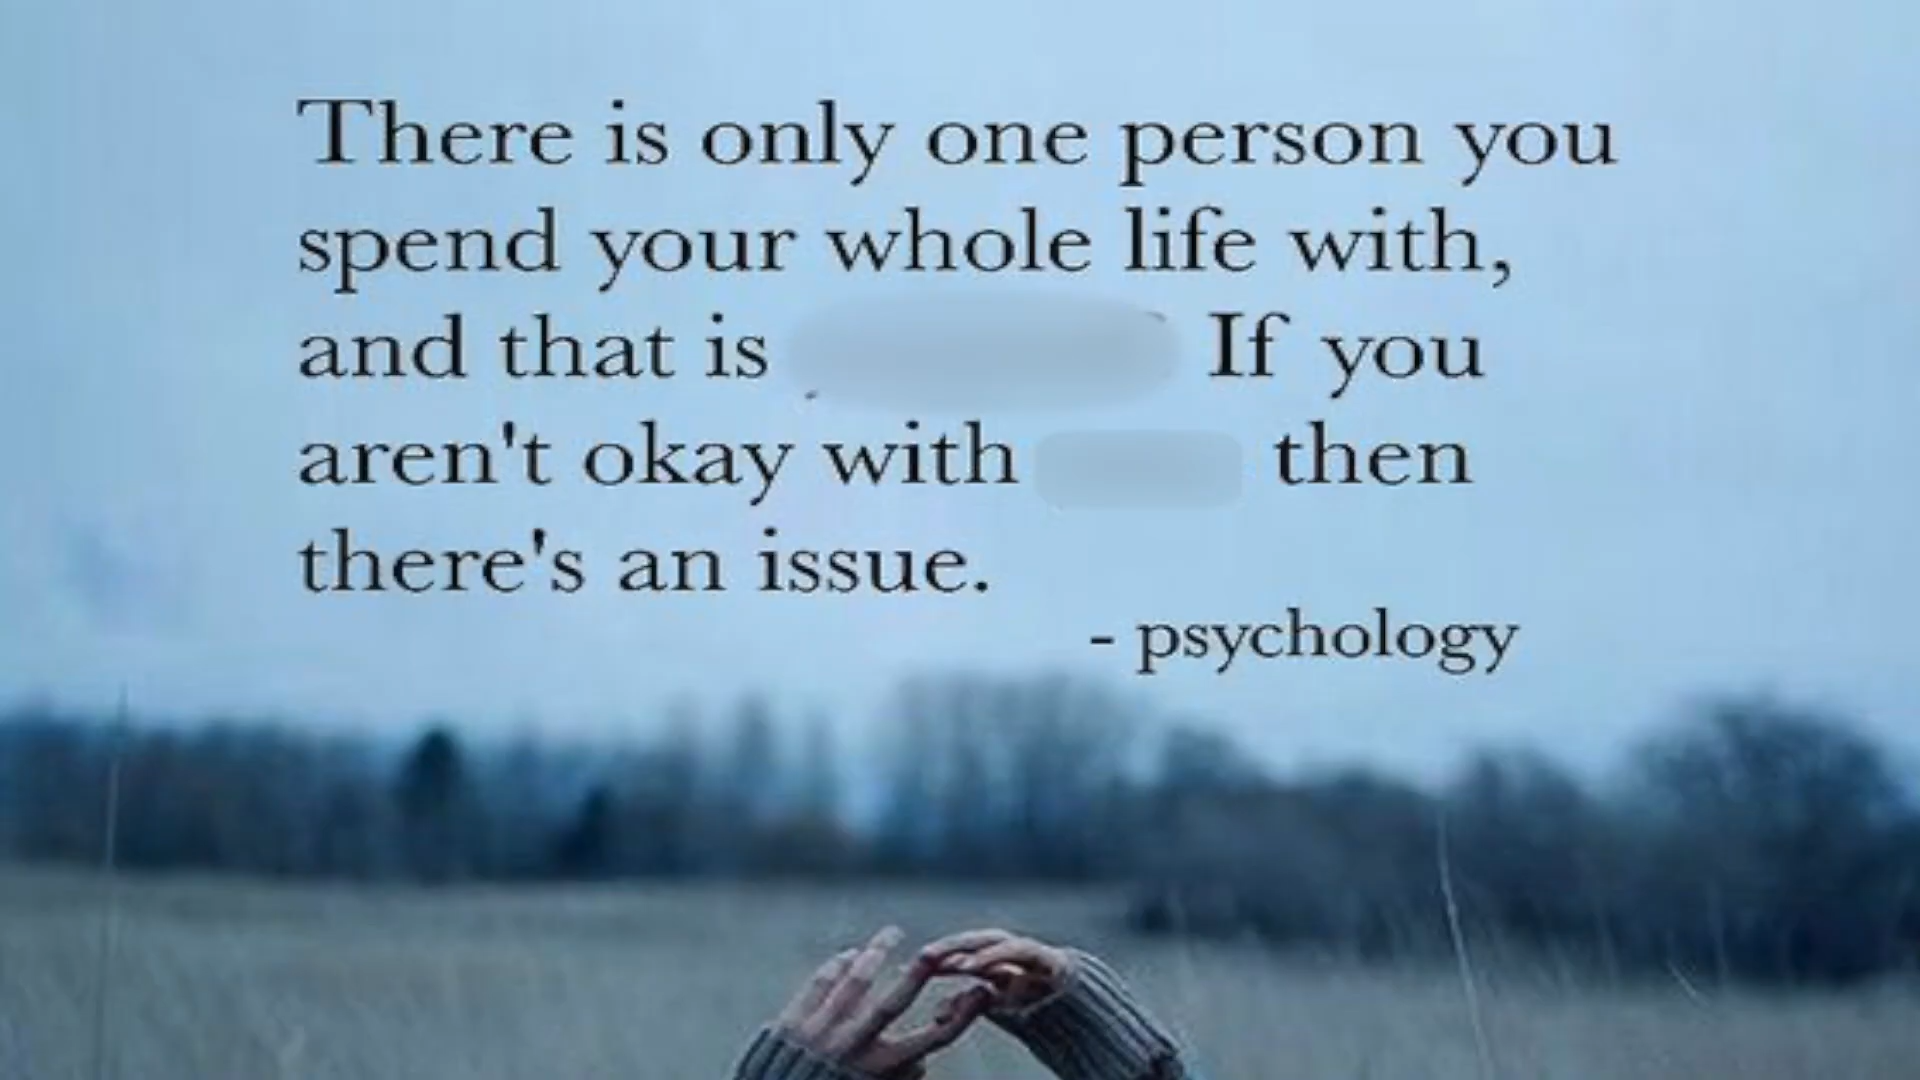 There is only one person you
spend your whole life with,
and that is If you
aren't okay with then
there's an issue.
- psychology